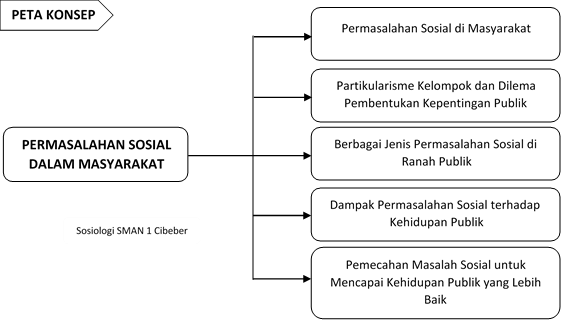 PETA KONSEP
Permasalahan Sosial di Masyarakat
Partikularisme Kelompok dan Dilema
Pembentukan Kepentingan Publik
PERMASALAHAN SOSIAL
DALAM MASYARAKAT
Berbagai Jenis Permasalahan Sosial di
Ranah Publik
Dampak Permasalahan Sosial terhadap
Kehidupan Publik
Sosiologi SMAN 1 Cibeber
Pemecahan Masalah Sosial untuk
Mencapai Kehidupan Publik yang Lebih
Baik